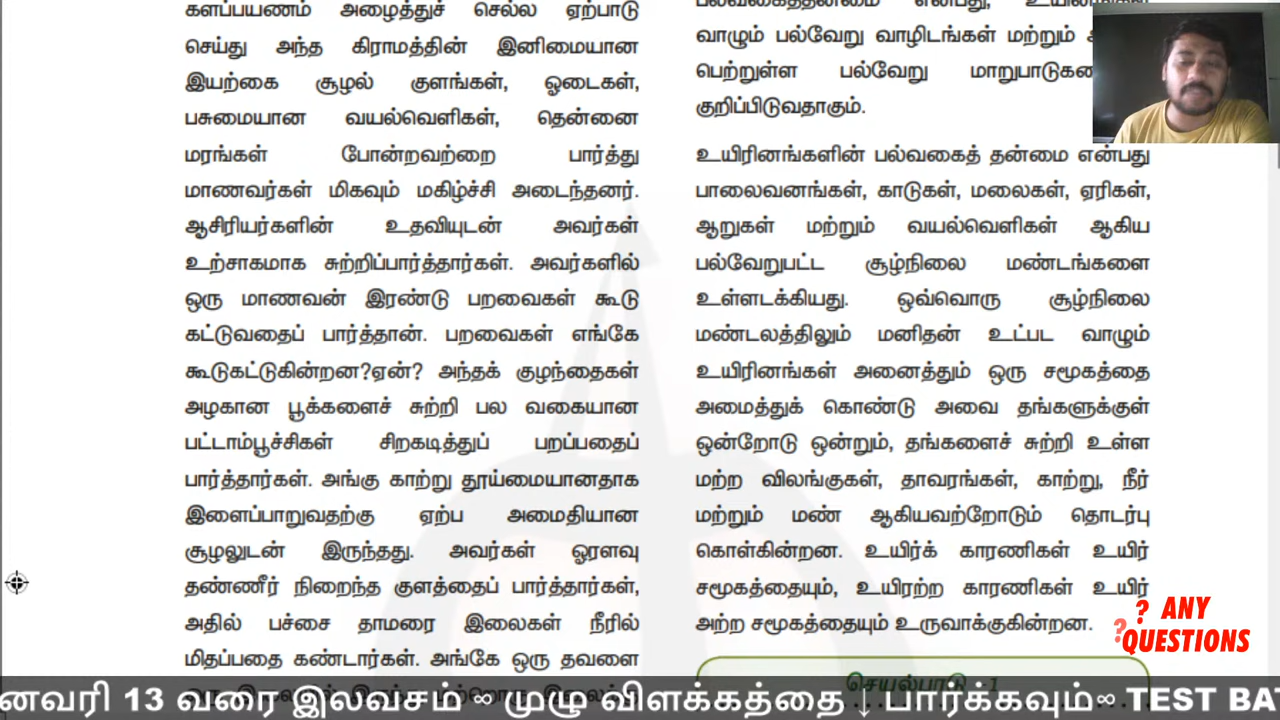 களப்பயணம் அழைத்துச் செல்ல ஏற்பாடு
செய்து அந்த கிராமத்தின் இனிமையான
இயற்கை சூழல் குளங்கள், ஓடைகள்,
பசுமையான வயல்வெளிகள், தென்னை
மரங்கள் போன்றவற்றை பார்த்து
மாணவர்கள் மிகவும் மகிழ்ச்சி அடைந்தனர்.
ஆசிரியர்களின் உதவியுடன் அவர்கள்
உற்சாகமாக சுற்றிப்பார்த்தார்கள். அவர்களில்
ஒரு மாணவன் இரண்டு பறவைகள் கூடு
கட்டுவதைப் பார்த்தான். பறவைகள் எங்கே
கூடுகட்டுகின்றன?ஏன்? அந்தக் குழந்தைகள்
அழகான பூக்களைச் சுற்றி பல வகையான
பட்டாம்பூச்சிகள் சிறகடித்துப் பறப்பதைப்
பார்த்தார்கள். அங்கு காற்று தூய்மையானதாக
இளைப்பாறுவதற்கு ஏற்ப அமைதியான
சூழலுடன் இருந்தது. அவர்கள் ஓரளவு
தண்ணீர் நிறைந்த குளத்தைப் பார்த்தார்கள்,
அதில் பச்சை தாமரை இலைகள் நீரில்
மிதப்பதை கண்டார்கள். அங்கே ஒரு தவளை
பல்வகைத்தன்மை என்பது,
வாழும் பல்வேறு வாழிடங்கள் மற்றும்
பெற்றுள்ள பல்வேறு
குறிப்பிடுவதாகும்.
உயிரினங்களின் பல்வகைத் தன்மை என்பது
பாலைவனங்கள், காடுகள், மலைகள், ஏரிகள்,
ஆறுகள் மற்றும் வயல்வெளிகள் ஆகிய
பல்வேறுபட்ட சூழ்நிலை மண்டங்களை
உள்ளடக்கியது. ஒவ்வொரு சூழ்நிலை
மண்டலத்திலும் மனிதன் உட்பட வாழும்
உயிரினங்கள் அனைத்தும் ஒரு சமூகத்தை
அமைத்துக் கொண்டு அவை தங்களுக்குள்
ஒன்றோடு ஒன்றும், தங்களைச் சுற்றி உள்ள
மற்ற விலங்குகள், தாவரங்கள், காற்று, நீர்
மற்றும் மண் ஆகியவற்றோடும் தொடர்பு
கொள்கின்றன. உயிர்க் காரணிகள் உயிர்
சமூகத்தையும், உயிரற்ற காரணிகள் உயிர்
அற்ற சமூகத்தையும் உருவாக்குகின்றன.
செயல்பாடு -1
? ANY
? QUESTIONS
னவரி 13 வரை இலவசம் ∞ முழு விளக்கத்தை ↓ பார்க்கவும் ∞ TEST BAT